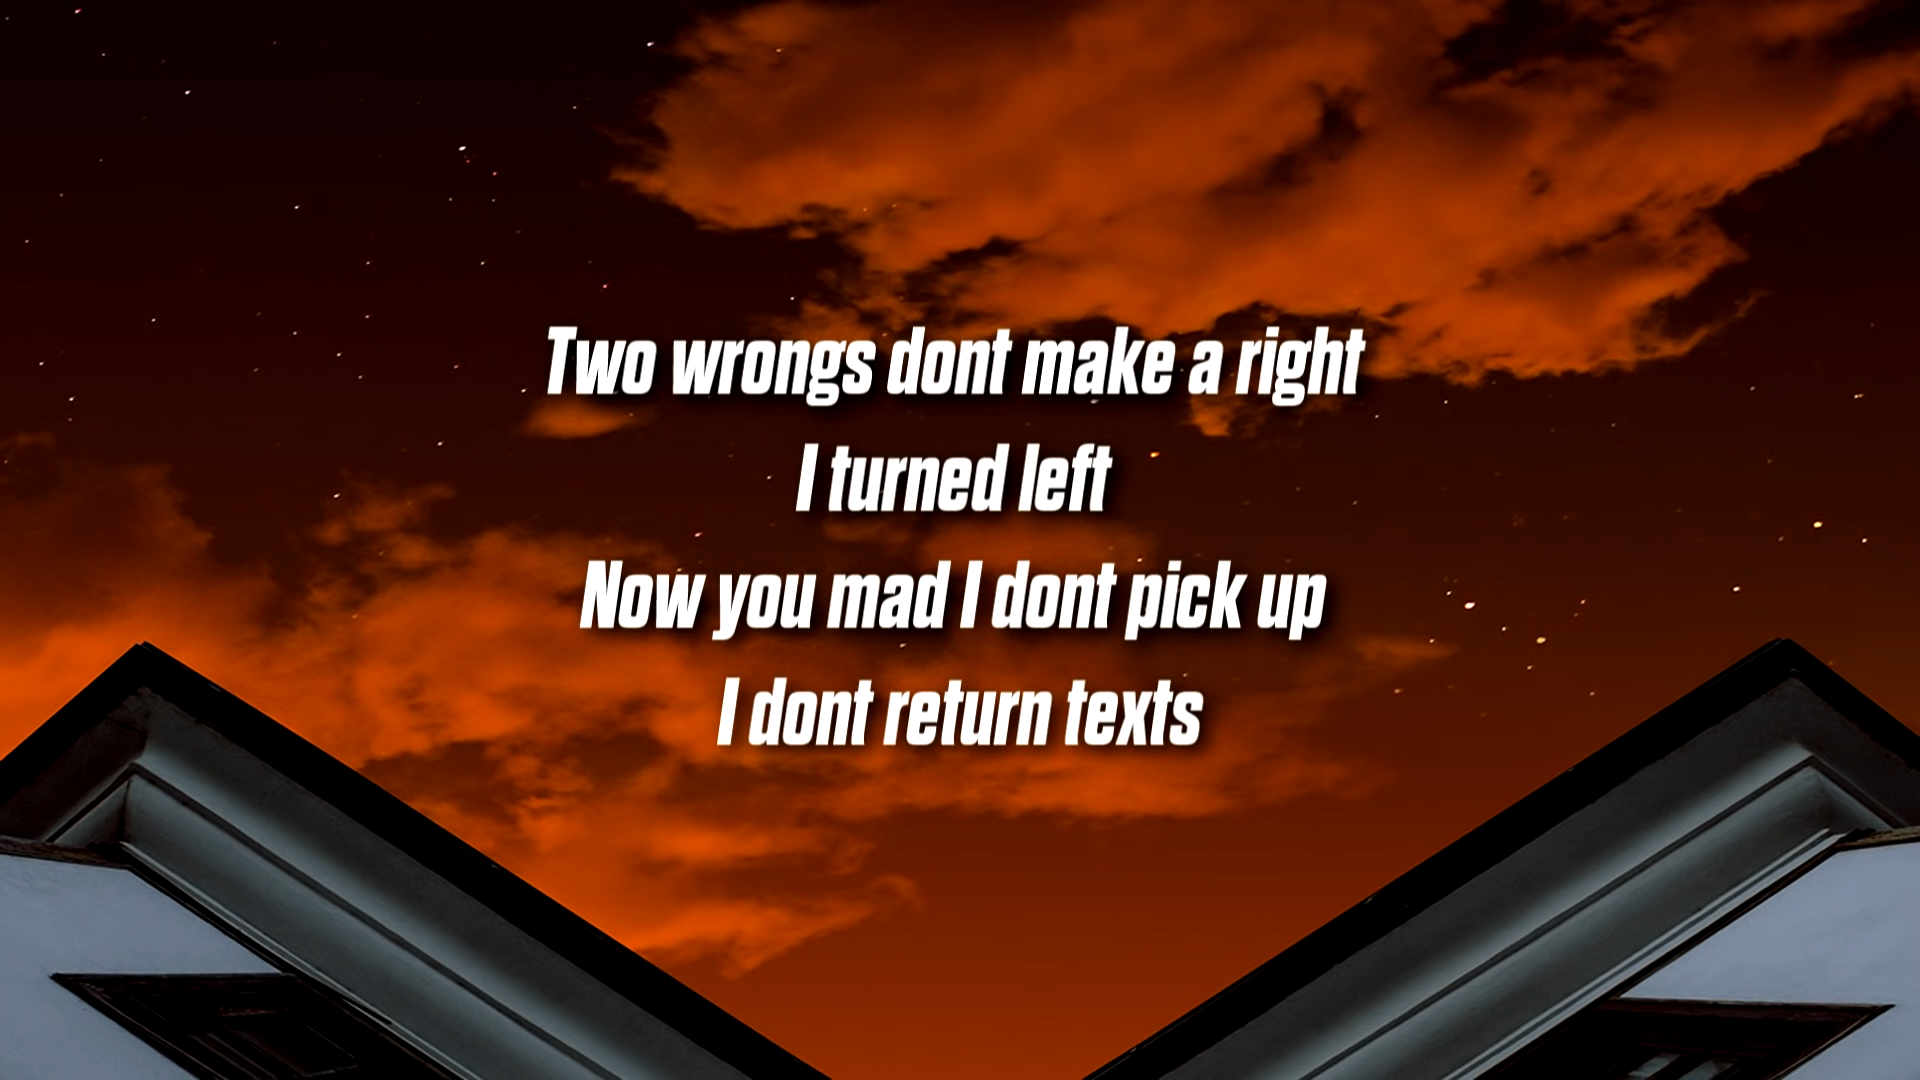 Two wrongs dont make a right
I turned left
Now you mad I dont pick up
I dont return texts